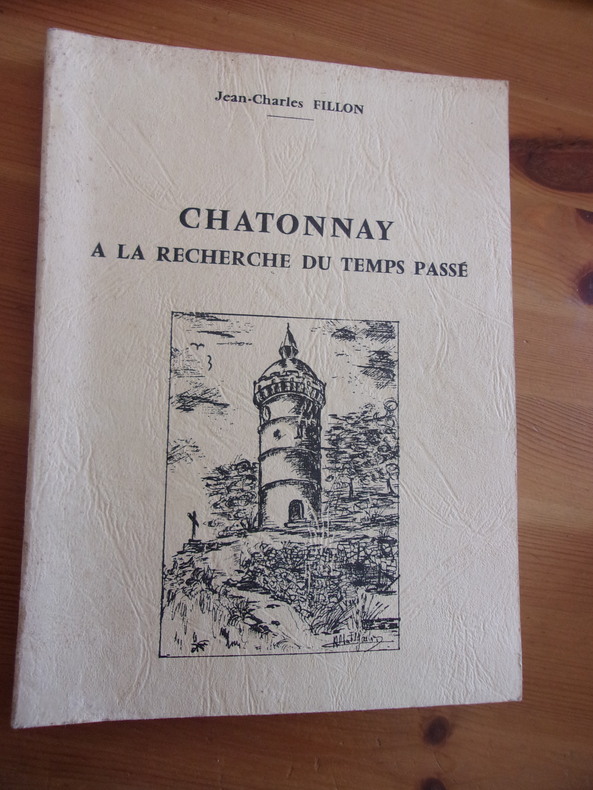 Jean-Charles FILLON
CHATONNAY
A LA RECHERCHE DU TEMPS PASSÉ